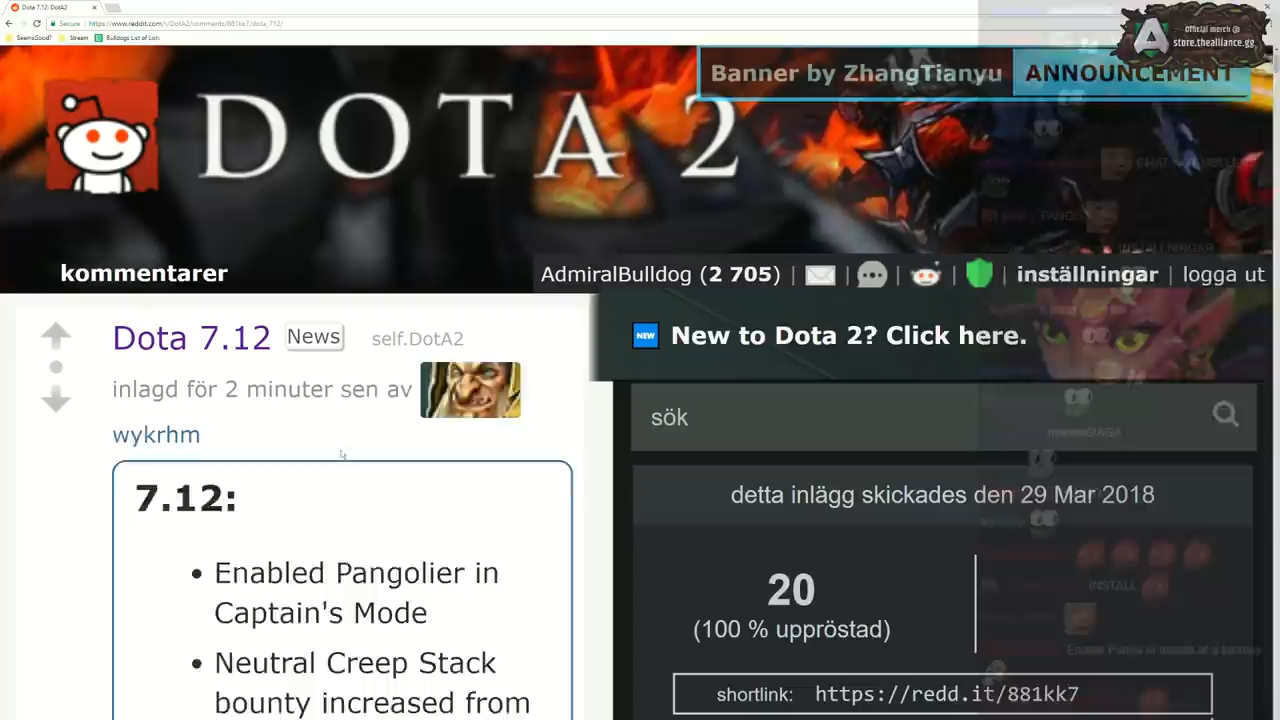 Dota 7.12: DotA2
Secure
https://www.reddit.com/r/DotA2/comments/881kk7/dota_712/
SeemsGood?
Stream
Bulldogs List of Lists
Official merch @
store.thealliance.gg
Banner by ZhangTianyu
ANNOUNCEMENT
DOTA 2
kommentarer
AdmiralBulldog (2 705) | | | | | inställningar | logga ut
Dota 7.12 News self.DotA2
inlagd för 2 minuter sen av
wykrhm
7.12:
• Enabled Pangolier in
Captain's Mode
• Neutral Creep Stack
bounty increased from
NEW New to Dota 2? Click here.
sök
detta inlägg skickades den 29 Mar 2018
20
(100 % uppröstad)
INSTALL
shortlink: https://redd.it/881kk7